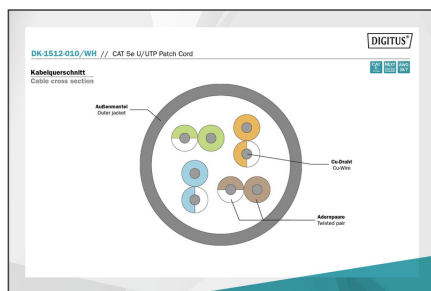 DIGITUS®
DK-1512-010/WH // CAT 5e U/UTP Patch Cord
Kabelquerschnitt
Cable cross section
Außenmantel
Outer jacket
Cu-Draht
Cu-Wire
Adernpaare
Twisted pair